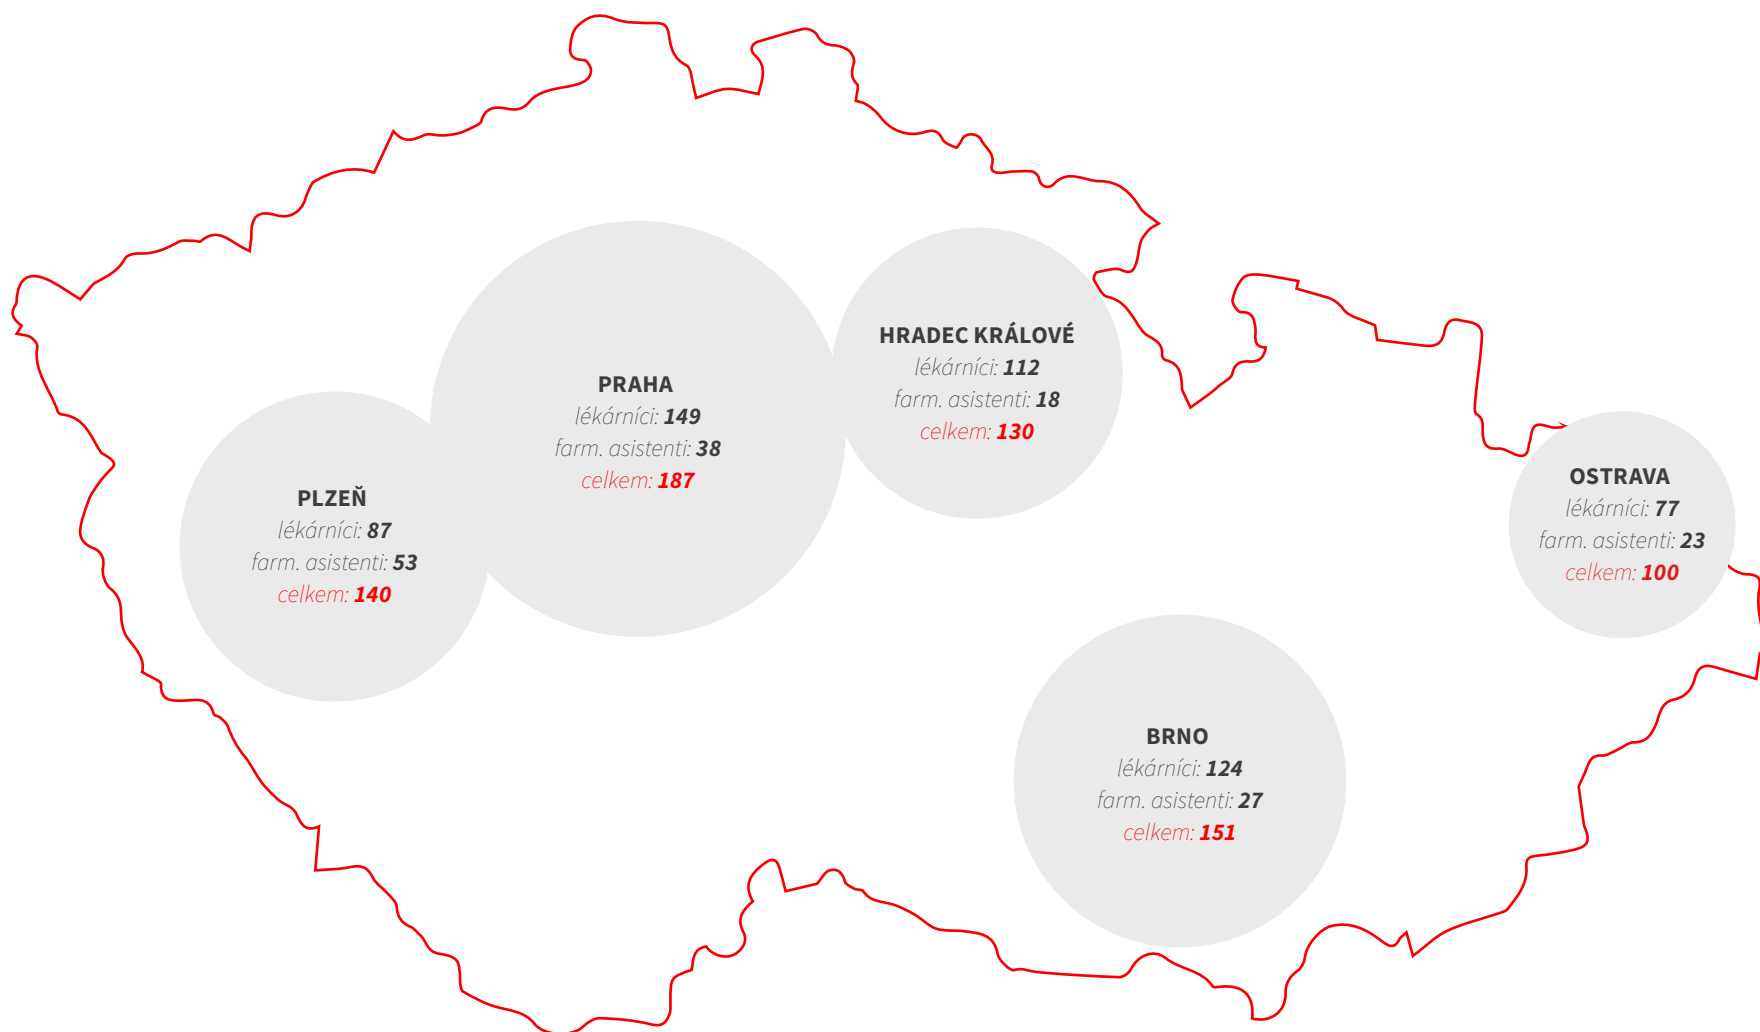 HRADEC KRÁLOVÉ
lékárníci: 112
farm. asistenti: 18
celkem: 130
PRAHA
lékárníci: 149
farm. asistenti: 38
celkem: 187
PLZEŇ
lékárníci: 87
farm. asistenti: 53
celkem: 140
OSTRAVA
lékárníci: 77
farm. asistenti: 23
celkem: 100
BRNO
lékárníci: 124
farm. asistenti: 27
celkem: 151